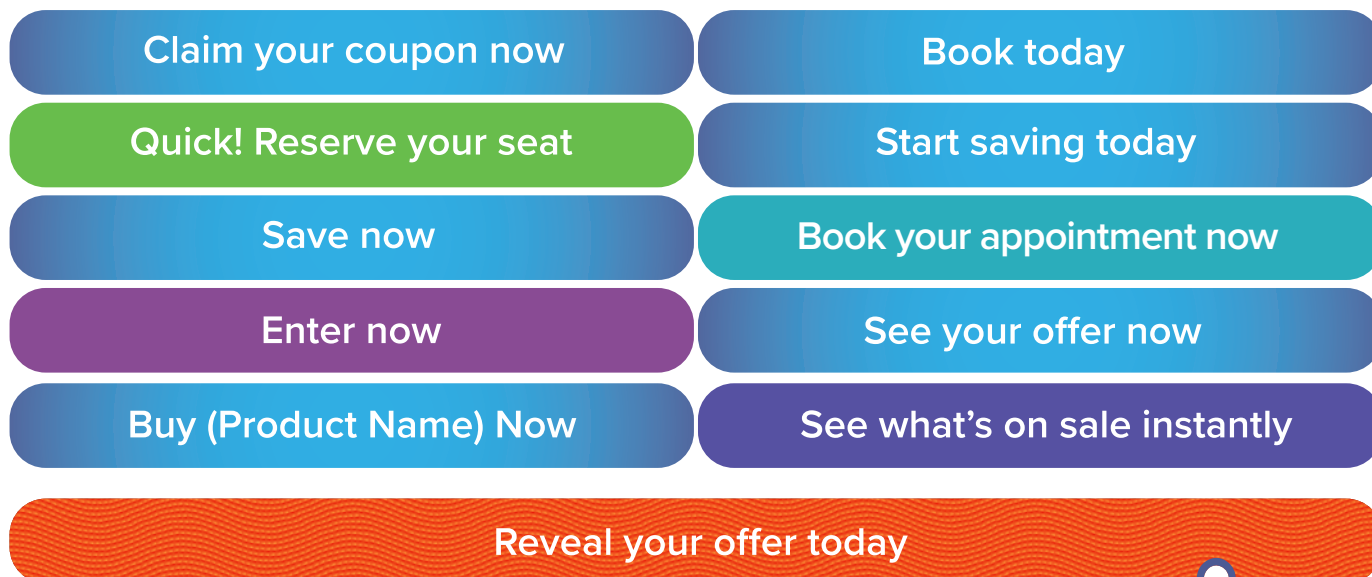 Claim your coupon now
Book today
Quick! Reserve your seat
Start saving today
Save now
Book your appointment now
Enter now
See your offer now
Buy (Product Name) Now
See what’s on sale instantly
Reveal your offer today